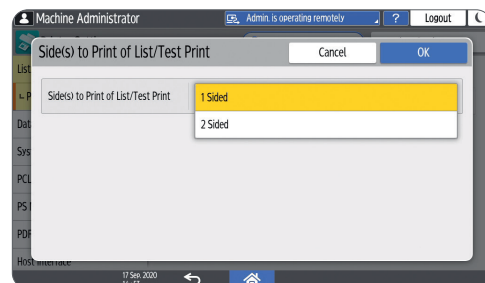 Machine Administrator
Admin. is operating remotely
?
Logout
Side(s) to Print of List/Test Print
Cancel
OK
List
Side(s) to Print of List/Test Print
1 Sided
2 Sided
Dat
Sys
PCL
PS
PDF
Host Interface
17 Sep. 2020